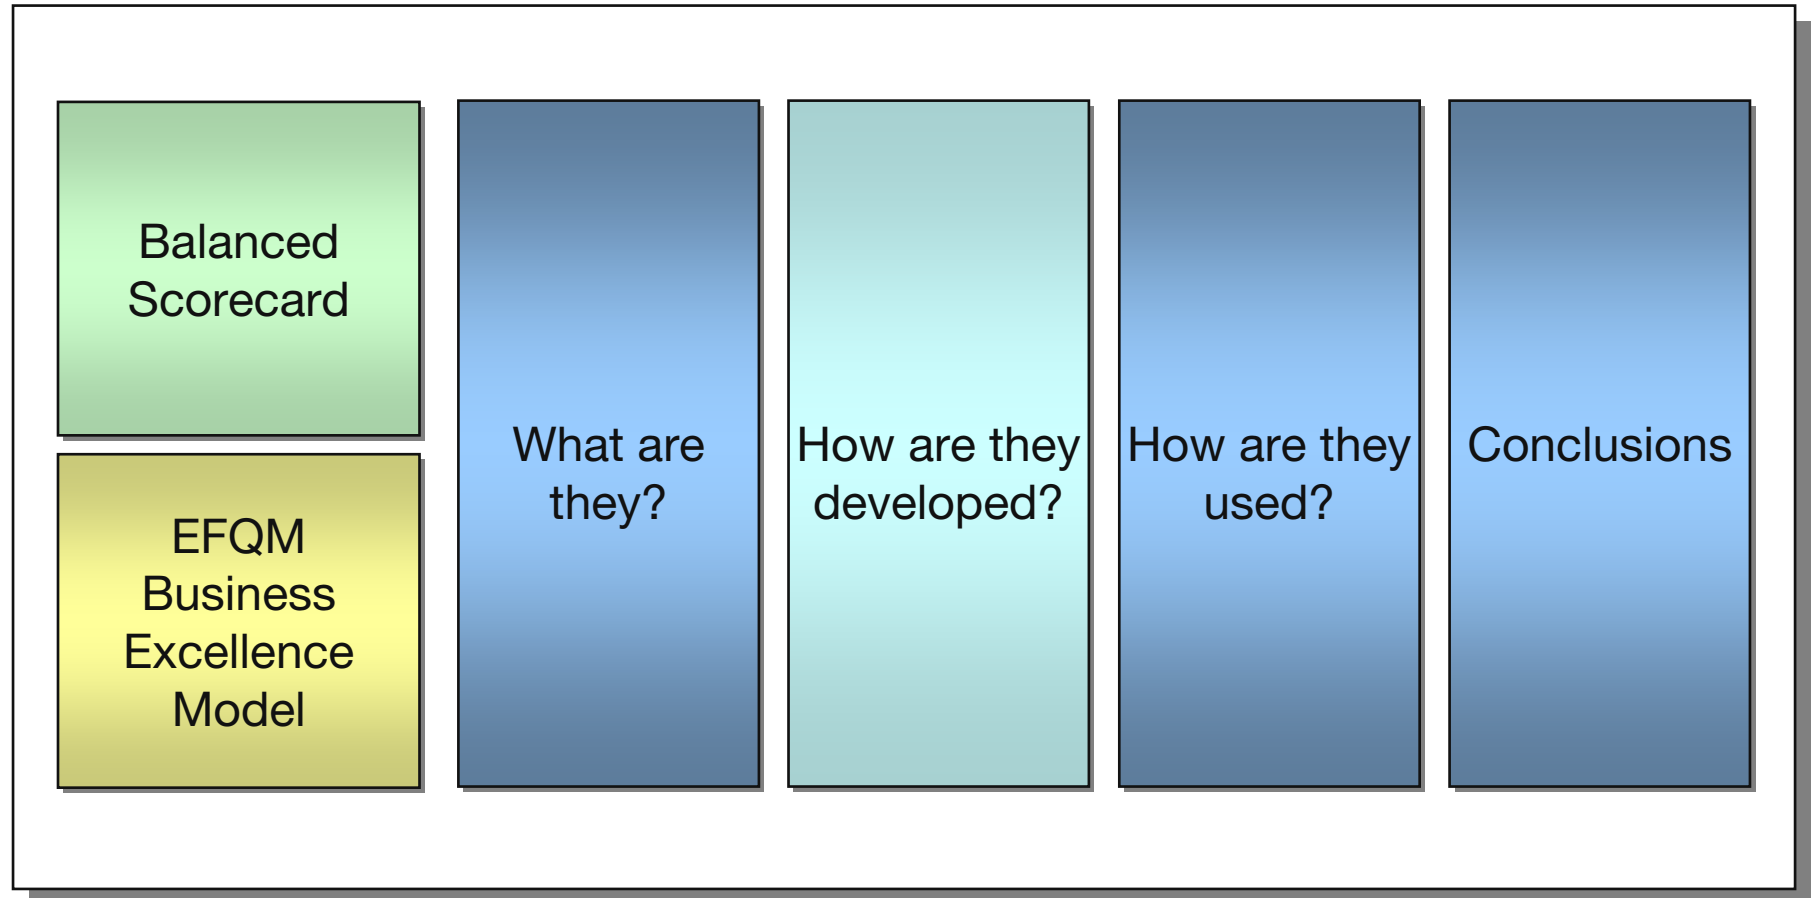 Balanced
Scorecard
EFQM
Business
Excellence
Model
What are
they?
How are they
developed?
How are they
used?
Conclusions